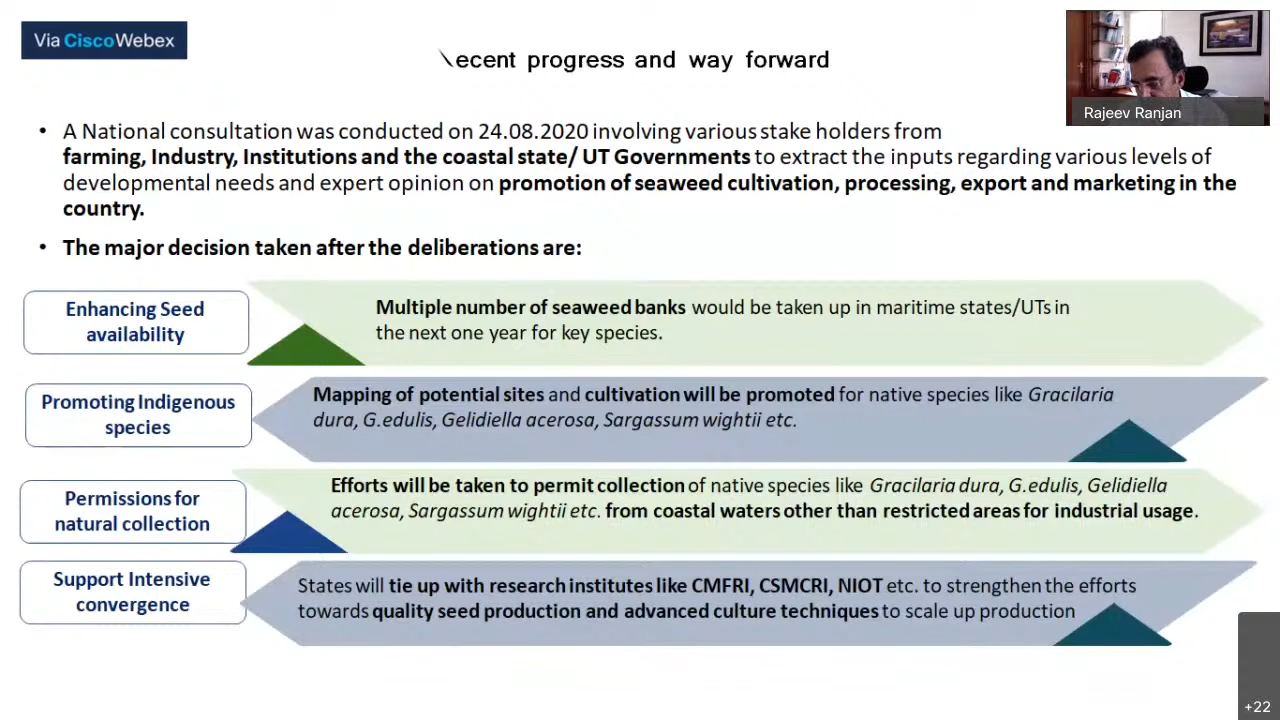 Via CiscoWebex
ecent progress and way forward
Rajeev Ranjan
• A National consultation was conducted on 24.08.2020 involving various stake holders from
farming, Industry, Institutions and the coastal state/ UT Governments to extract the inputs regarding various levels of
developmental needs and expert opinion on promotion of seaweed cultivation, processing, export and marketing in the
country.
• The major decision taken after the deliberations are:
Enhancing Seed
availability
Multiple number of seaweed banks would be taken up in maritime states/UTs in
the next one year for key species.
Promoting Indigenous
species
Mapping of potential sites and cultivation will be promoted for native species like Gracilaria
dura, G.edulis, Gelidiella acerosa, Sargassum wightii etc.
Permissions for
natural collection
Efforts will be taken to permit collection of native species like Gracilaria dura, G.edulis, Gelidiella
acerosa, Sargassum wightii etc. from coastal waters other than restricted areas for industrial usage.
Support Intensive
convergence
States will tie up with research institutes like CMFRI, CSMCRI, NIOT etc. to strengthen the efforts
towards quality seed production and advanced culture techniques to scale up production
+22